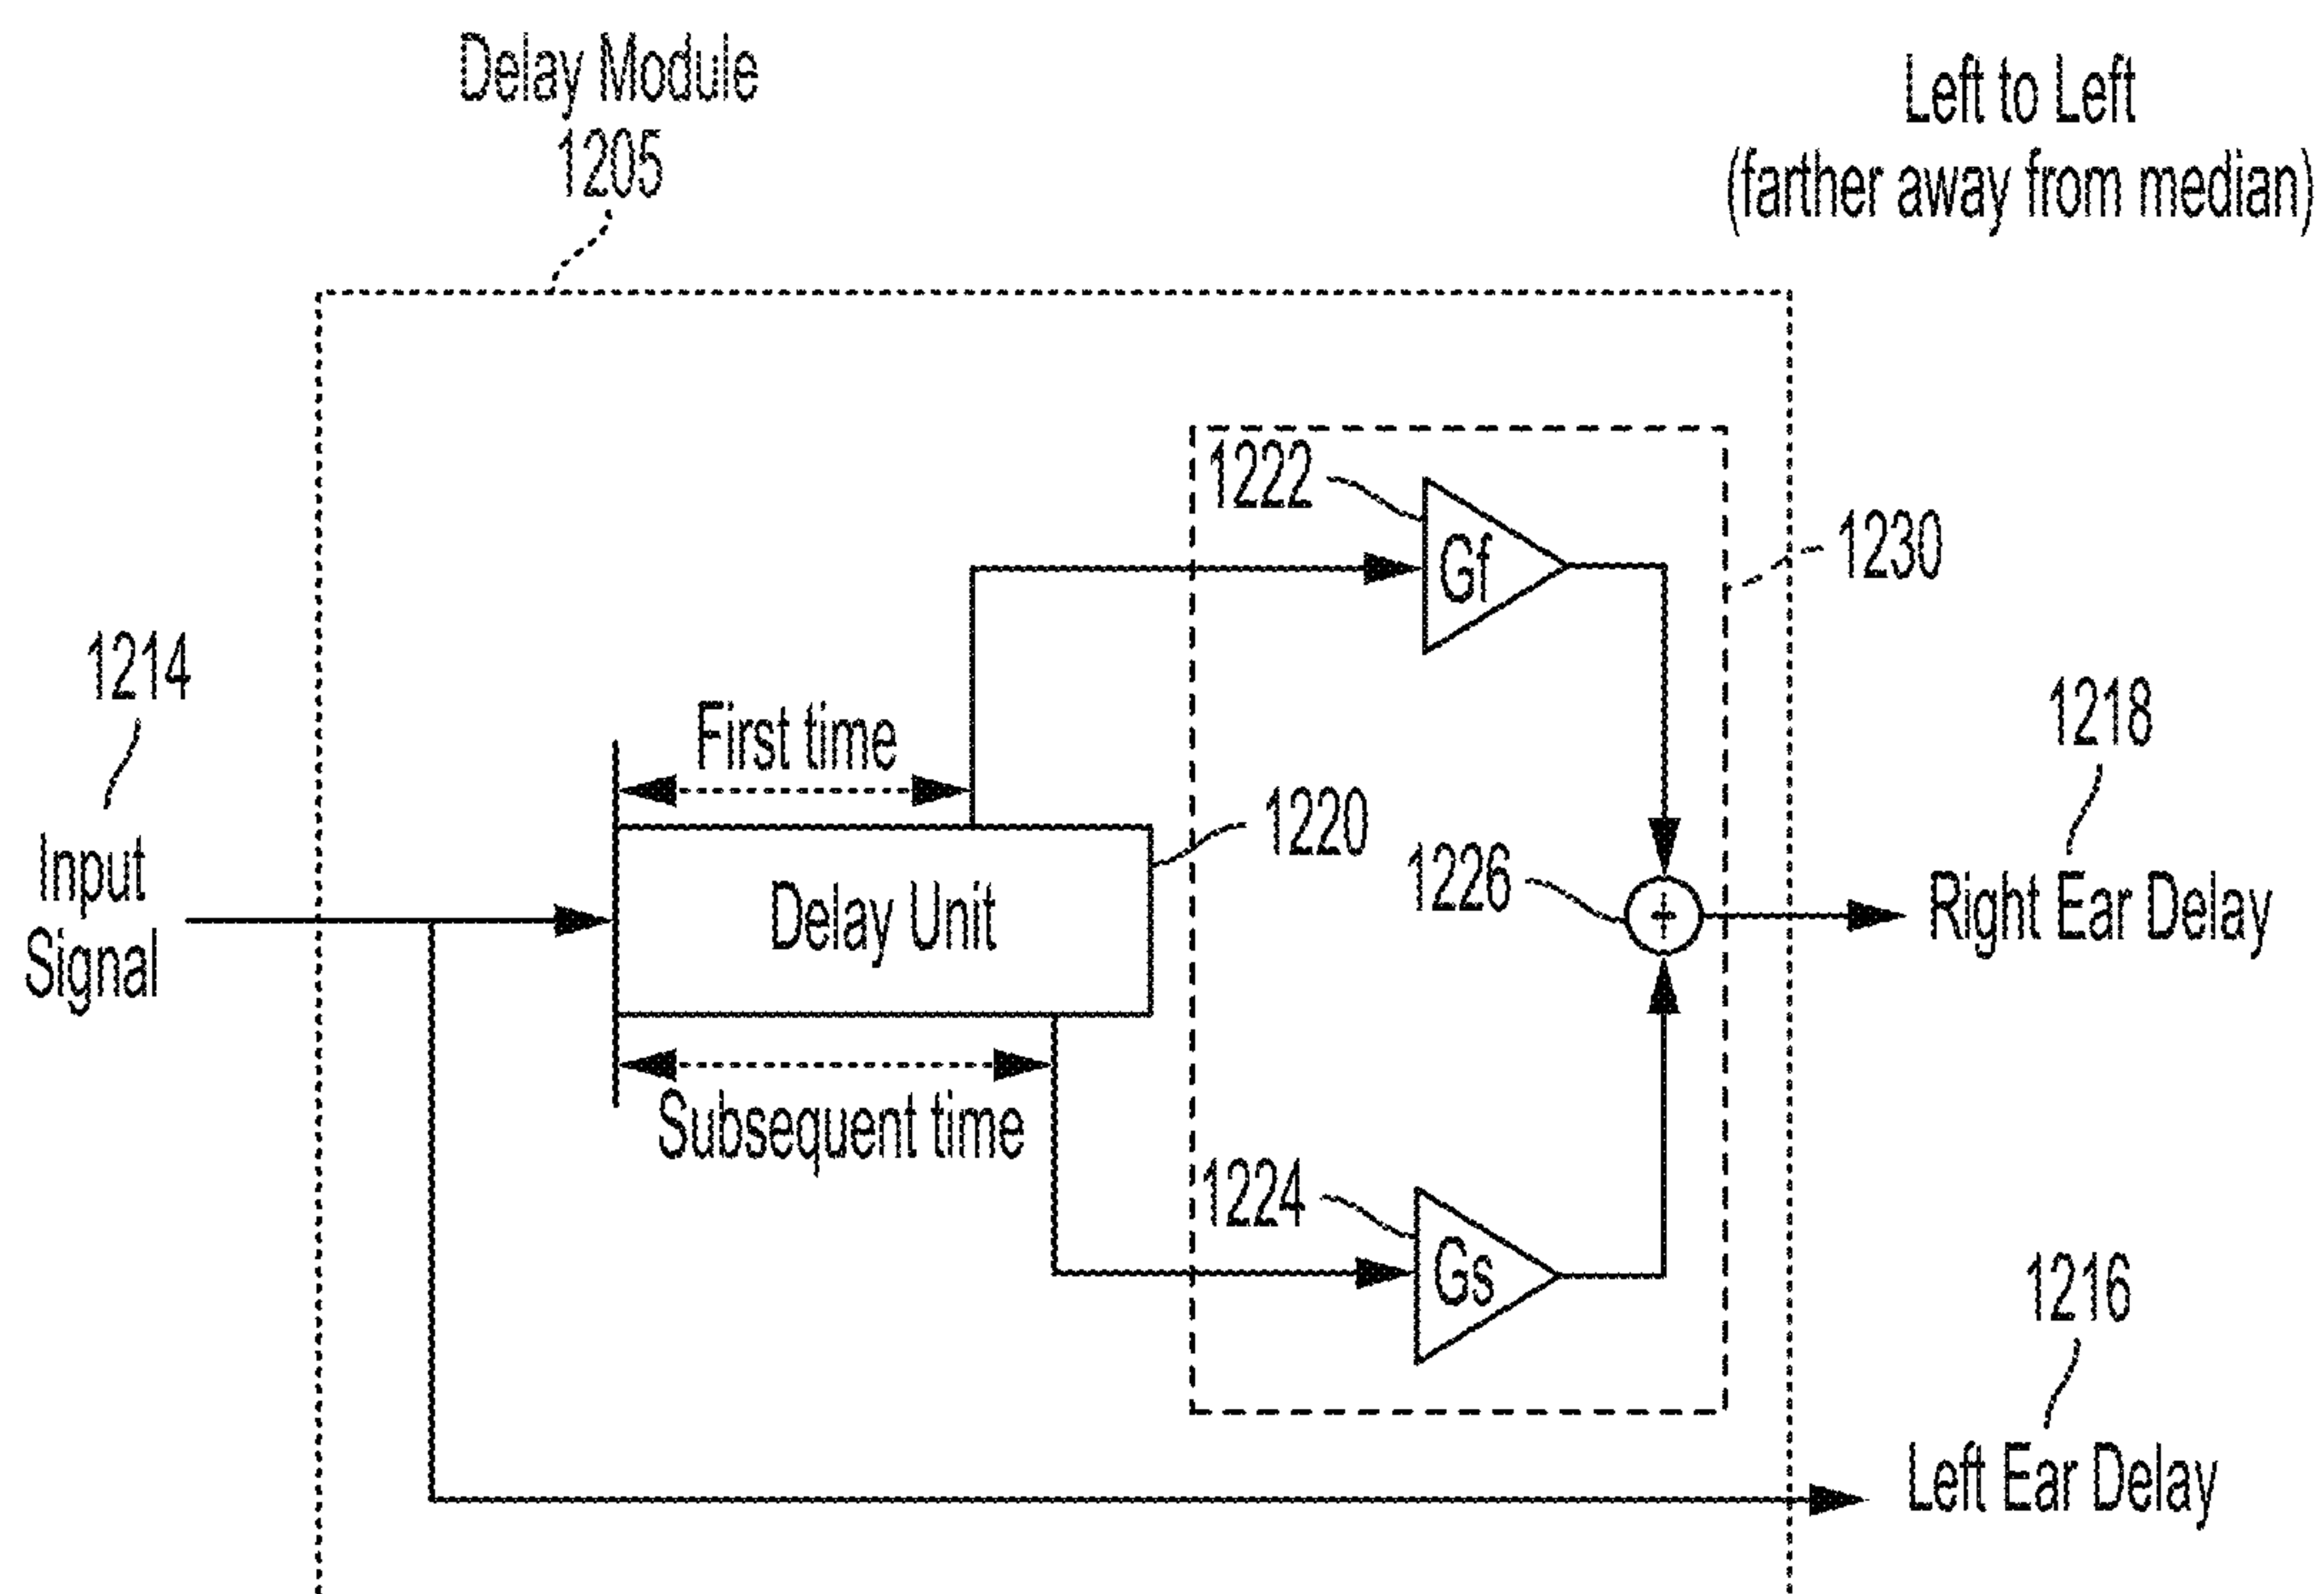 Delay Module
1205
Left to Left
(farther away from median)
1222
Gf
1230
1214
Input
Signal
First time
1220
Delay Unit
Subsequent time
1226
+
1218
Right Ear Delay
1224
Gs
1216
Left Ear Delay